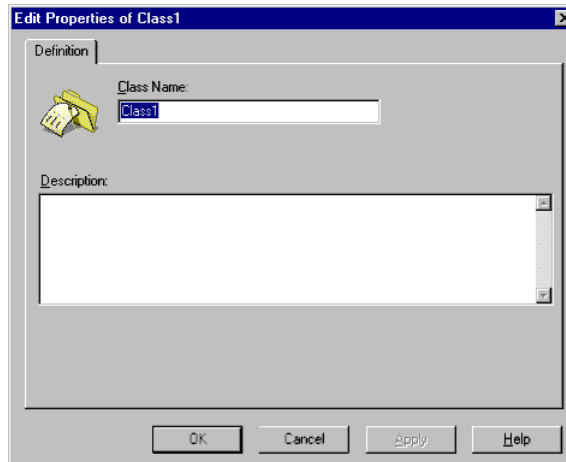 Edit Properties of Class1
Definition
Class Name:
Class1
Description:
OK Cancel Apply Help